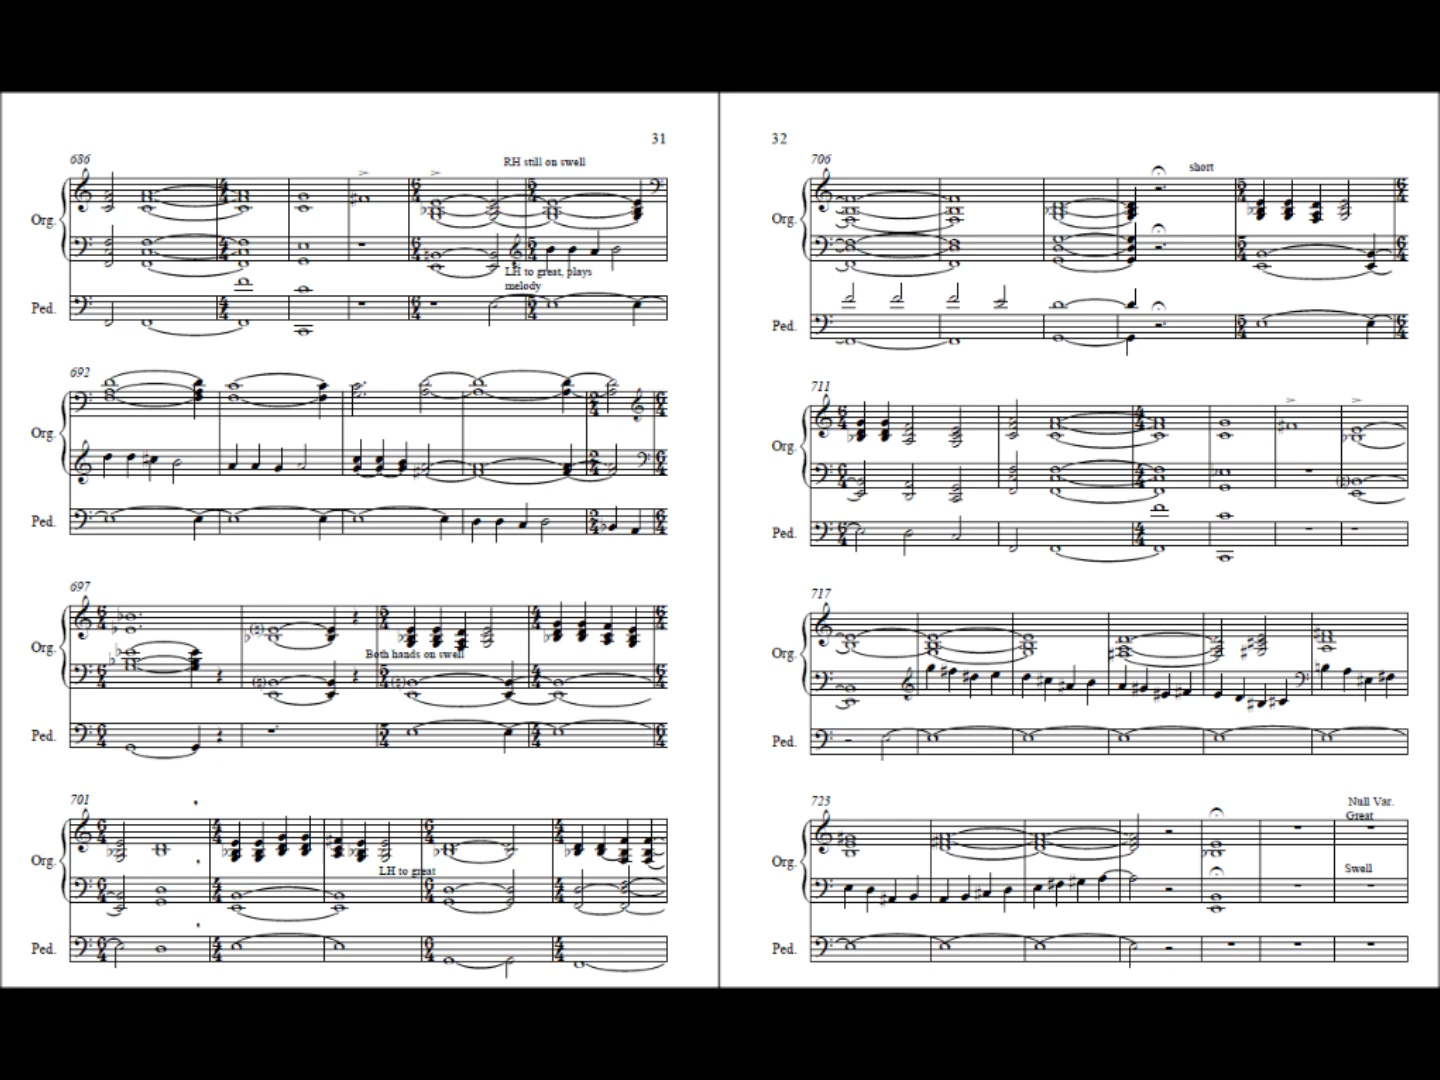 31
686
RH still on swell
Org.
LH to great, plays
melody
Ped.
692
Org.
Ped.
697
Org.
Both hands on swell
Ped.
701
Org.
LH to great
Ped.
32
706
short
Org.
Ped.
711
Org.
Ped.
717
Org.
Ped.
723
Null Var.
Great
Org.
Swell
Ped.